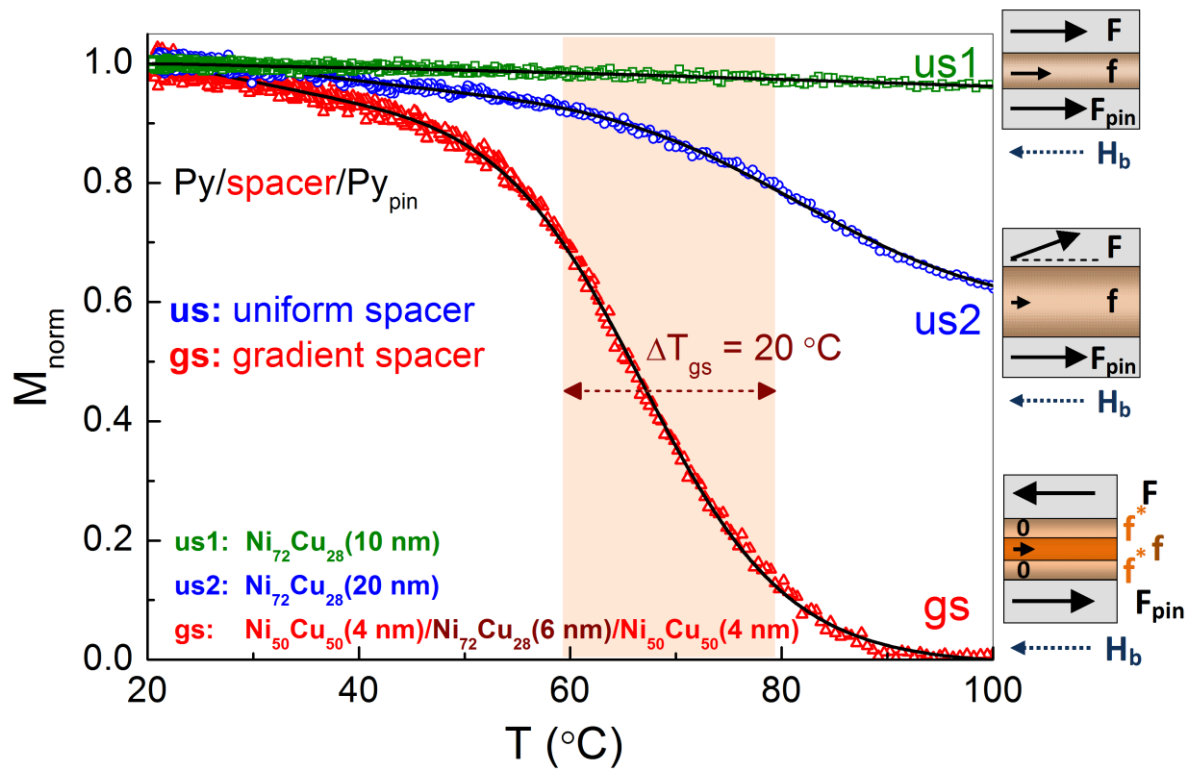 1.0
0.8
0.6
0.4
0.2
0.0
M_norm
20
40
60
80
100
T (°C)
us1
us2
gs
Py/spacer/Py_pin
us: uniform spacer
gs: gradient spacer
ΔT_gs = 20 °C
us1: Ni₇₂Cu₂₈(10 nm)
us2: Ni₇₂Cu₂₈(20 nm)
gs: Ni₅₀Cu₅₀(4 nm)/Ni₇₂Cu₂₈(6 nm)/Ni₅₀Cu₅₀(4 nm)
F
f
F_pin
H_b
F
f
F_pin
H_b
F
0 f*
f
0 f*
F_pin
H_b